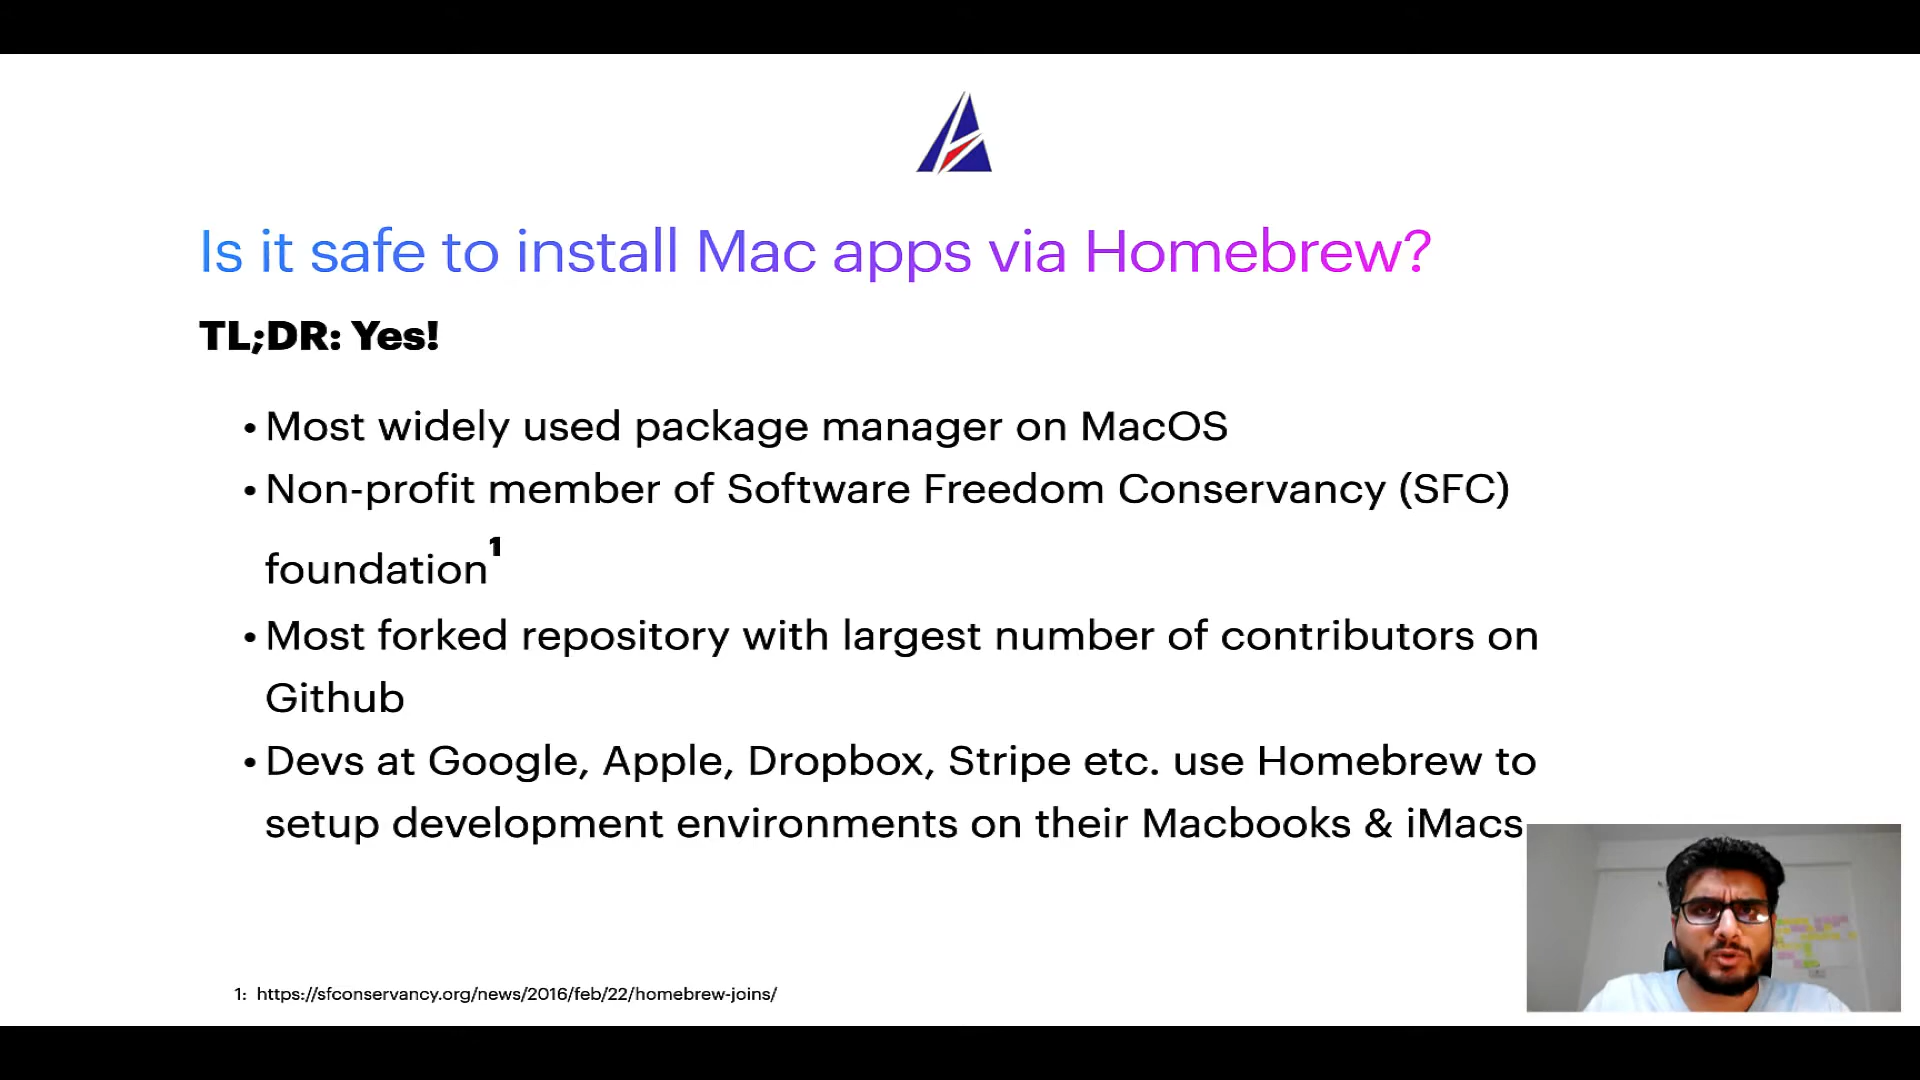 Is it safe to install Mac apps via Homebrew?
TL;DR: Yes!
• Most widely used package manager on MacOS
• Non-profit member of Software Freedom Conservancy (SFC)
foundation1
• Most forked repository with largest number of contributors on
Github
• Devs at Google, Apple, Dropbox, Stripe etc. use Homebrew to
setup development environments on their Macbooks & iMacs
1: https://sfconservancy.org/news/2016/feb/22/homebrew-joins/